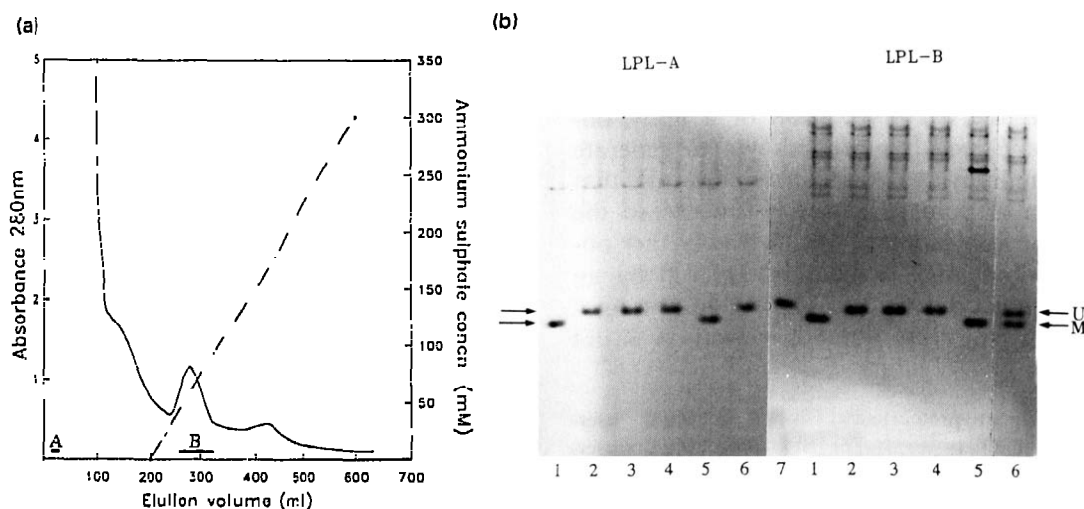 (a)
5
4
3
2
1
Absorbance 280nm
350
300
250
200
150
100
50
Ammonium sulphate concn (mM)
A
B
100 200 300 400 500 600 700
Elution volume (ml)
(b)
LPL-A
LPL-B
U
M
1 2 3 4 5 6 7 1 2 3 4 5 6